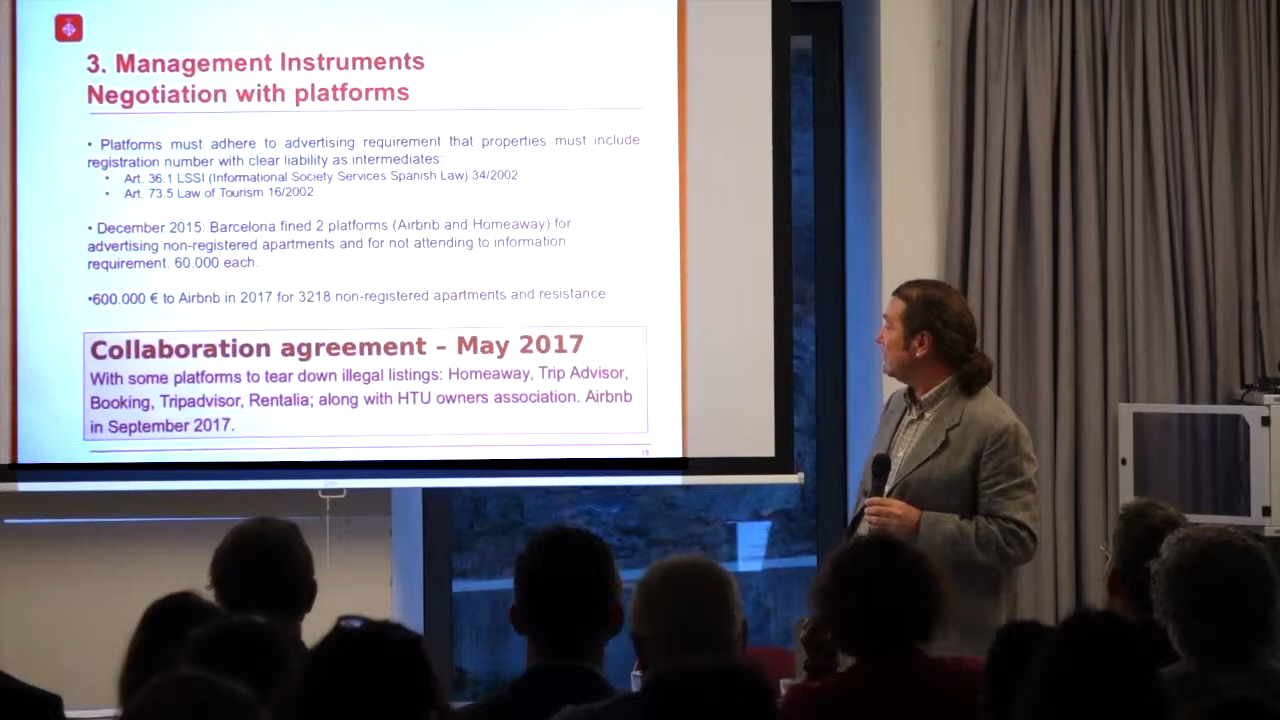 3. Management Instruments
Negotiation with platforms
• Platforms must adhere to advertising requirement that properties must include
registration number with clear liability as intermediates:
• Art. 36.1 LSSI (Informational Society Services Spanish Law) 34/2002
• Art. 73.5 Law of Tourism 16/2002
• December 2015: Barcelona fined 2 platforms (Airbnb and Homeaway) for
advertising non-registered apartments and for not attending to information
requirement. 60.000 each.
•600.000 € to Airbnb in 2017 for 3218 non-registered apartments and resistance
Collaboration agreement – May 2017
With some platforms to tear down illegal listings: Homeaway, Trip Advisor,
Booking, Tripadvisor, Rentalia; along with HTU owners association. Airbnb
in September 2017.